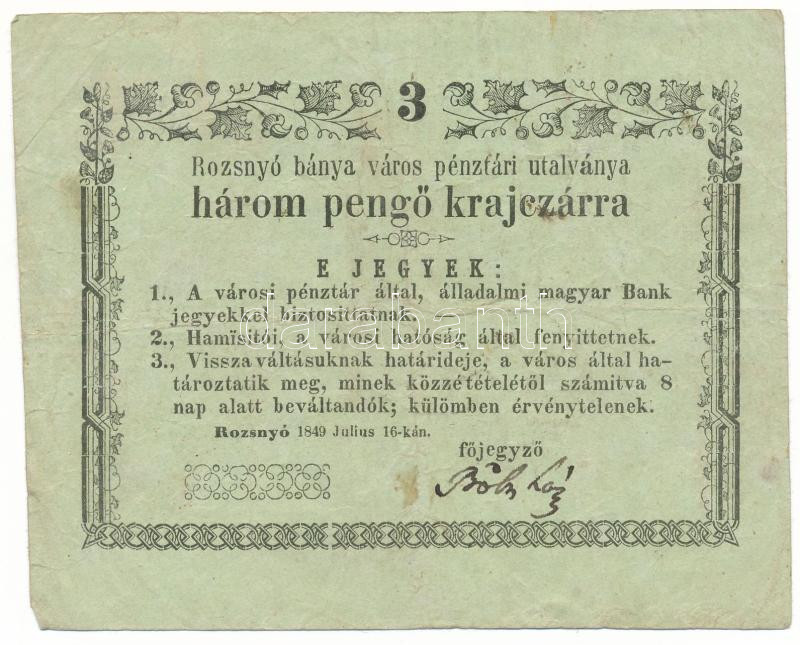 3
Rozsnyó bánya város pénztári utalványa
három pengő krajczárra
E JEGYEK:
1., A városi pénztár által, álladalmi magyar Bank
jegyekkel biztosittatnak.
2., Hamisitói, a városi hatóság által fenyittetnek.
3., Vissza váltásuknak határideje, a város által ha-
tároztatik meg, minek közzétételétől számitva 8
nap alatt beváltandók; külömben érvénytelenek.
Rozsnyó 1849 Julius 16-kán.
főjegyző
darabanth